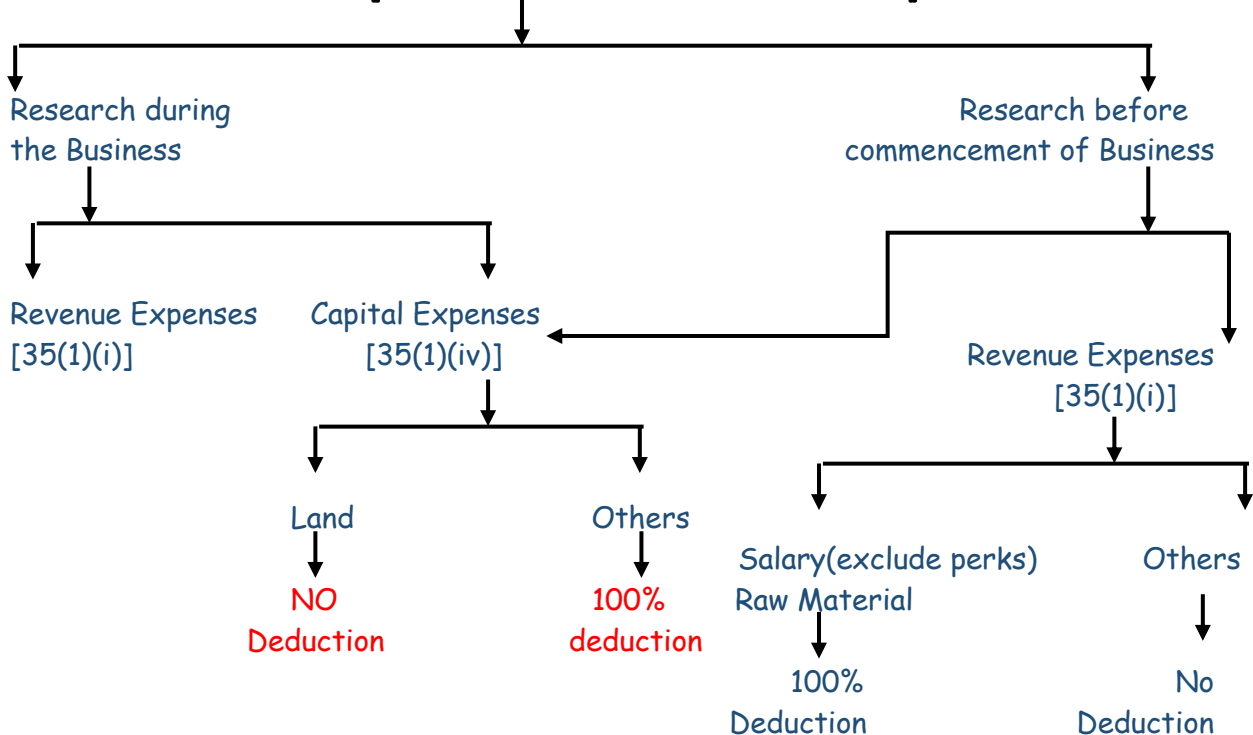 Research during
the Business
Research before
commencement of Business
Revenue Expenses
[35(1)(i)]
Capital Expenses
[35(1)(iv)]
Revenue Expenses
[35(1)(i)]
Land
Others
NO
Deduction
100%
deduction
Salary(exclude perks)
Raw Material
Others
100%
Deduction
No
Deduction